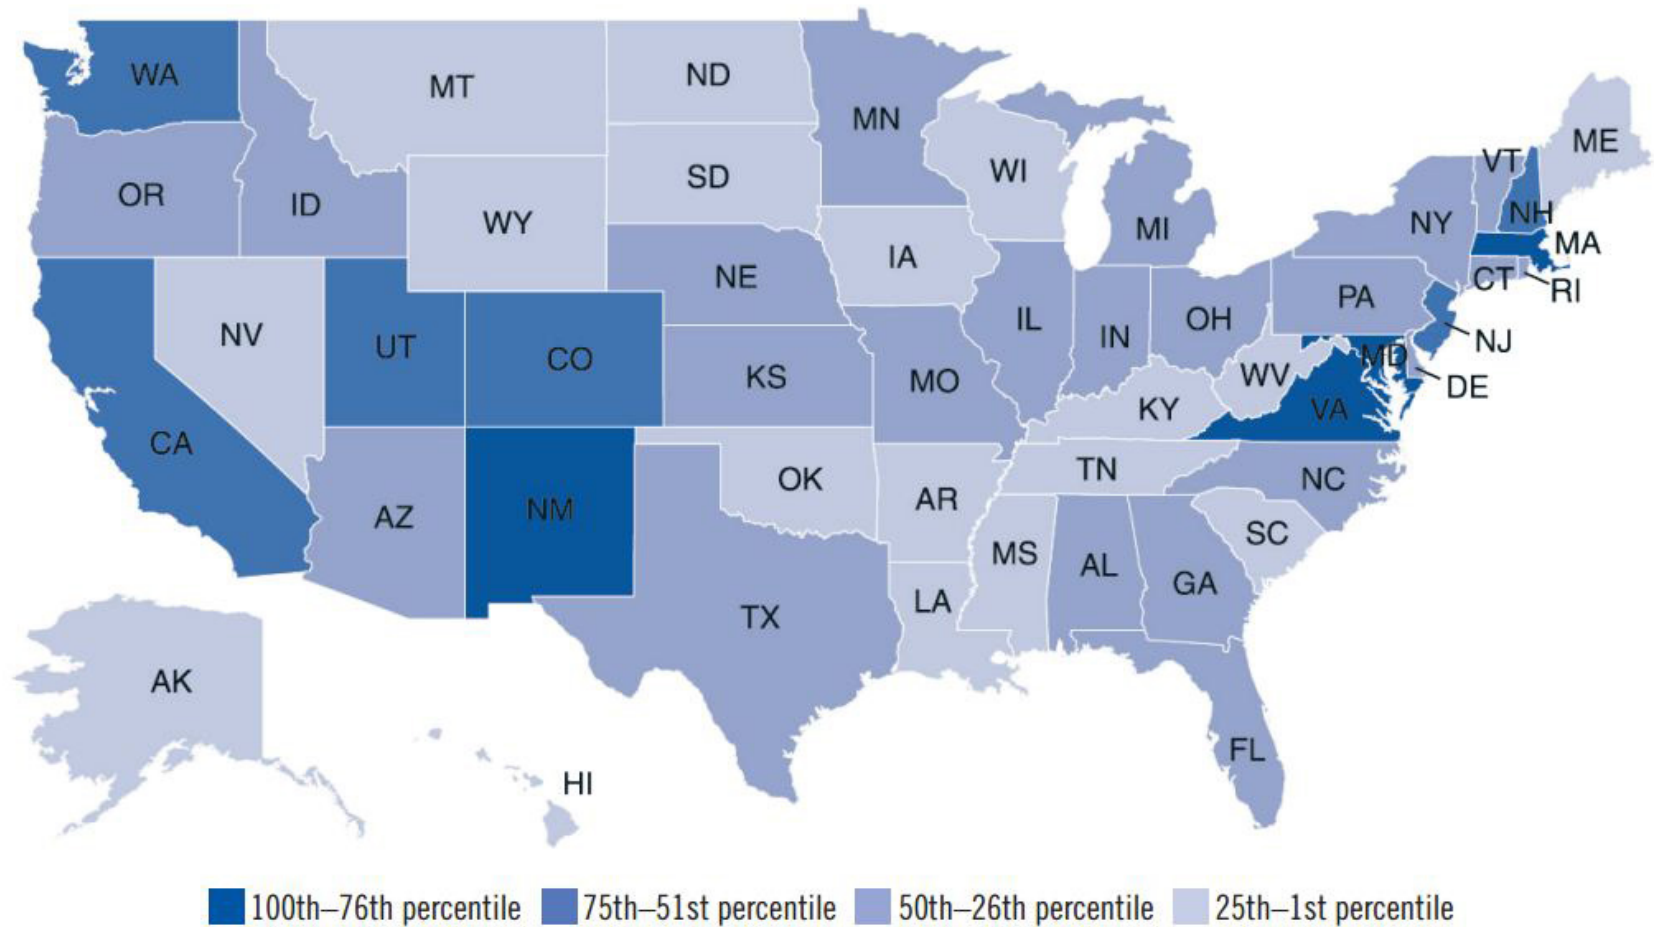 WA
MT
ND
MN
ME
VT
OR
ID
SD
WI
NH
WY
MI
NY
MA
IA
NE
CT
RI
PA
NV
UT
CO
IL
IN
OH
NJ
KS
MO
WV
MD
DE
KY
VA
CA
AZ
NM
OK
AR
TN
NC
MS
AL
GA
SC
TX
LA
AK
FL
HI
100th–76th percentile 75th–51st percentile 50th–26th percentile 25th–1st percentile